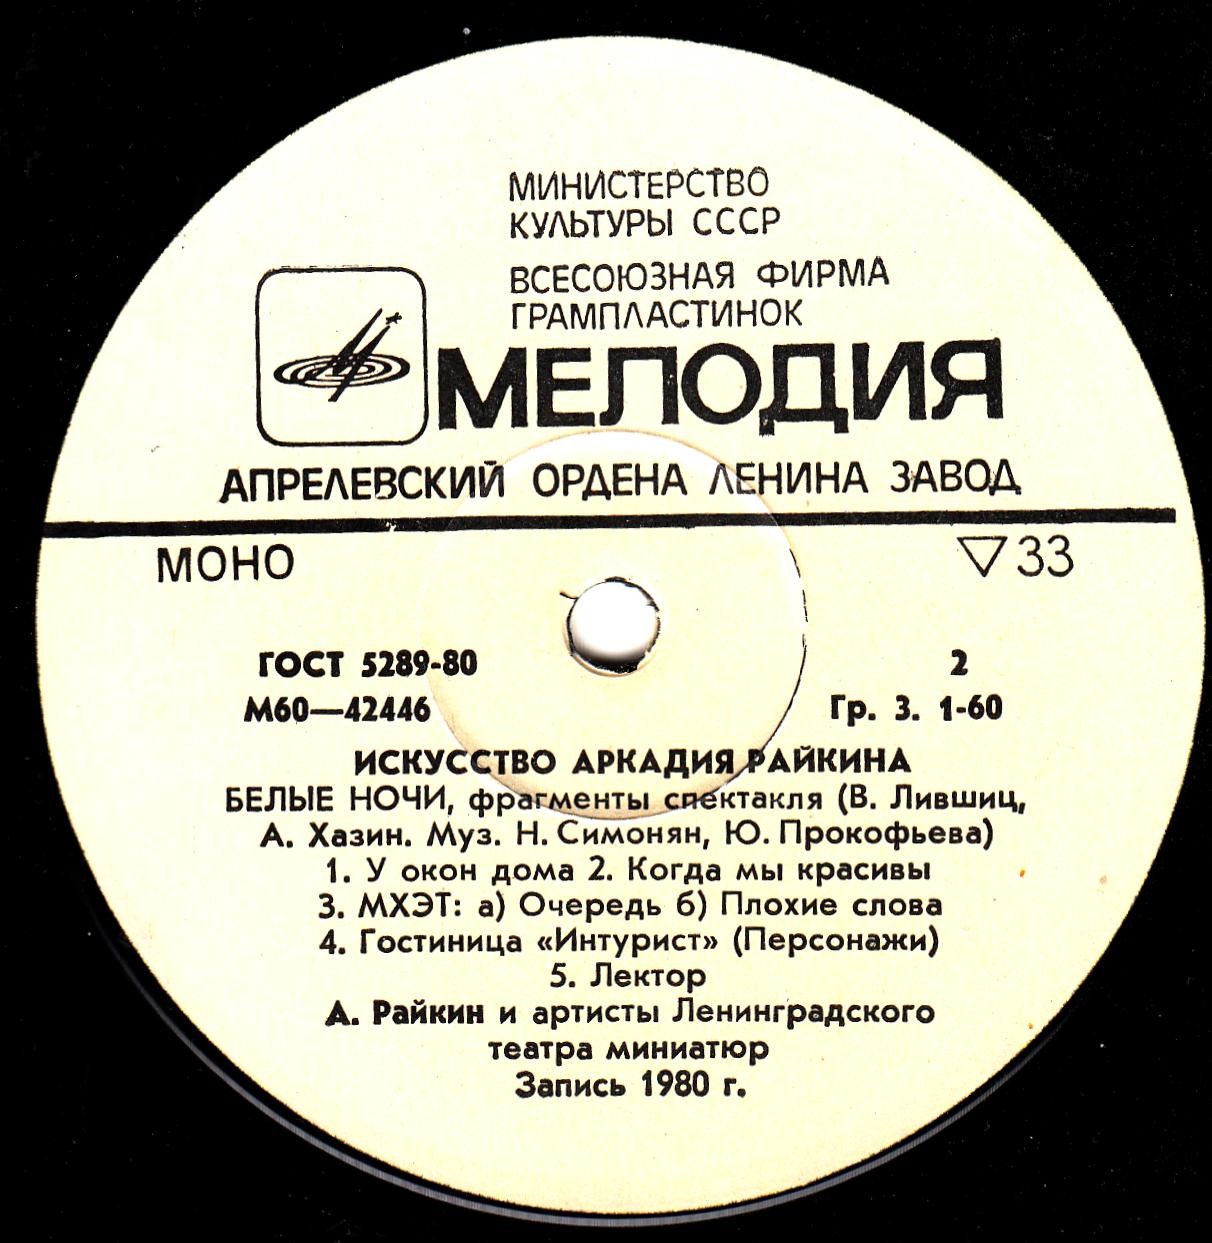 МИНИСТЕРСТВО
КУЛЬТУРЫ СССР
ВСЕСОЮЗНАЯ ФИРМА
ГРАМПЛАСТИНОК
МЕЛОДИЯ
АПРЕЛЕВСКИЙ ОРДЕНА ЛЕНИНА ЗАВОД
МОНО ▽33
ГОСТ 5289-80 2
М60—42446 Гр. 3. 1-60
ИСКУССТВО АРКАДИЯ РАЙКИНА
БЕЛЫЕ НОЧИ, фрагменты спектакля (В. Лившиц,
А. Хазин. Муз. Н. Симонян, Ю. Прокофьева)
1. У окон дома 2. Когда мы красивы
3. МХЭТ: а) Очередь б) Плохие слова
4. Гостиница «Интурист» (Персонажи)
5. Лектор
А. Райкин и артисты Ленинградского
театра миниатюр
Запись 1980 г.